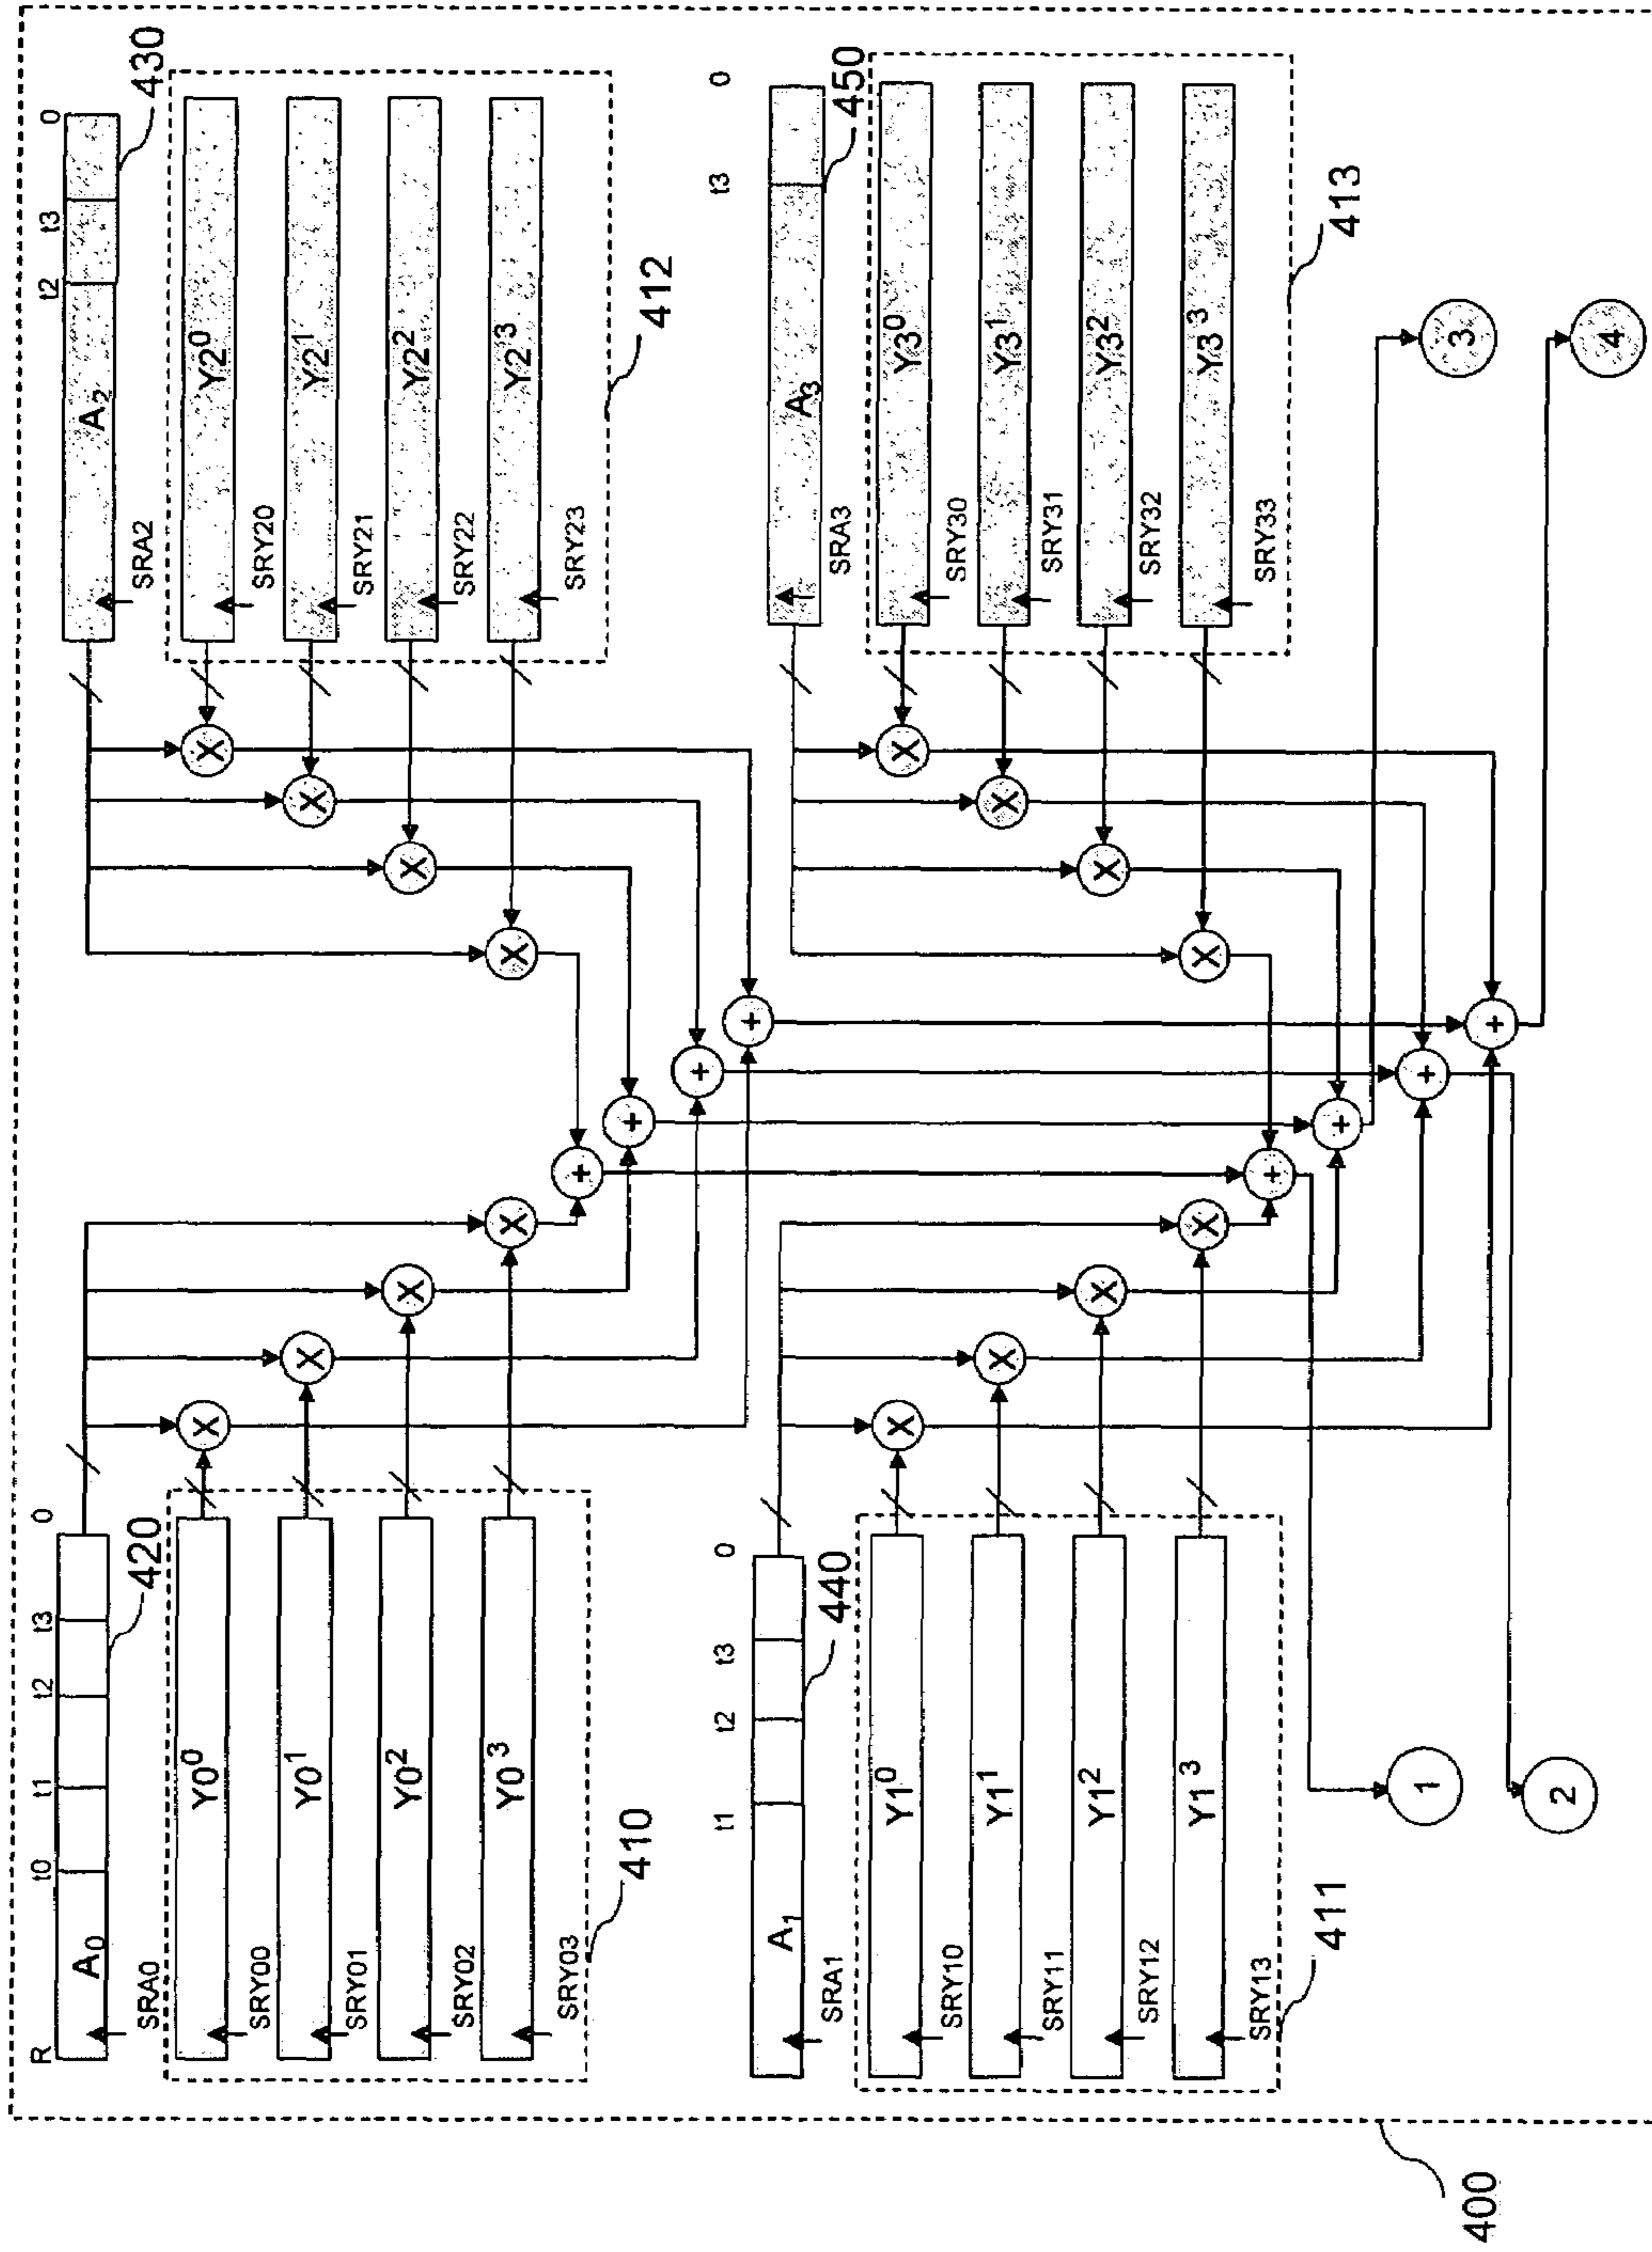 R t0 t1 t2 t3 0
A0
SRA0
420
Y0^0
SRY00
Y0^1
SRY01
Y0^2
SRY02
Y0^3
SRY03
410
t2 t3 0
A2
SRA2
430
Y2^0
SRY20
Y2^1
SRY21
Y2^2
SRY22
Y2^3
SRY23
412
X X X X
X X X X
+ + + +
t1 t2 t3 0
A1
SRA1
440
Y1^0
SRY10
Y1^1
SRY11
Y1^2
SRY12
Y1^3
SRY13
411
t3 0
A3
SRA3
450
Y3^0
SRY30
Y3^1
SRY31
Y3^2
SRY32
Y3^3
SRY33
413
X X X X
X X X X
+ + + +
1
2
3
4
400